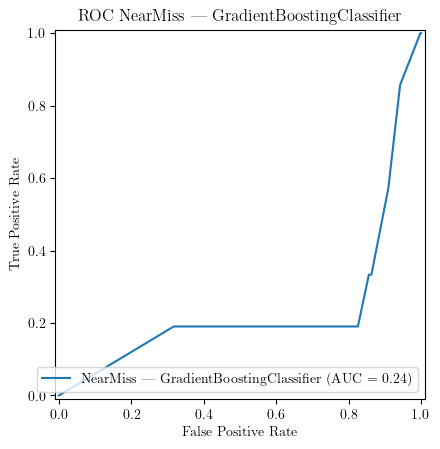 ROC NearMiss — GradientBoostingClassifier
1.0
0.8
0.6
0.4
0.2
0.0
True Positive Rate
NearMiss — GradientBoostingClassifier (AUC = 0.24)
0.0 0.2 0.4 0.6 0.8 1.0
False Positive Rate